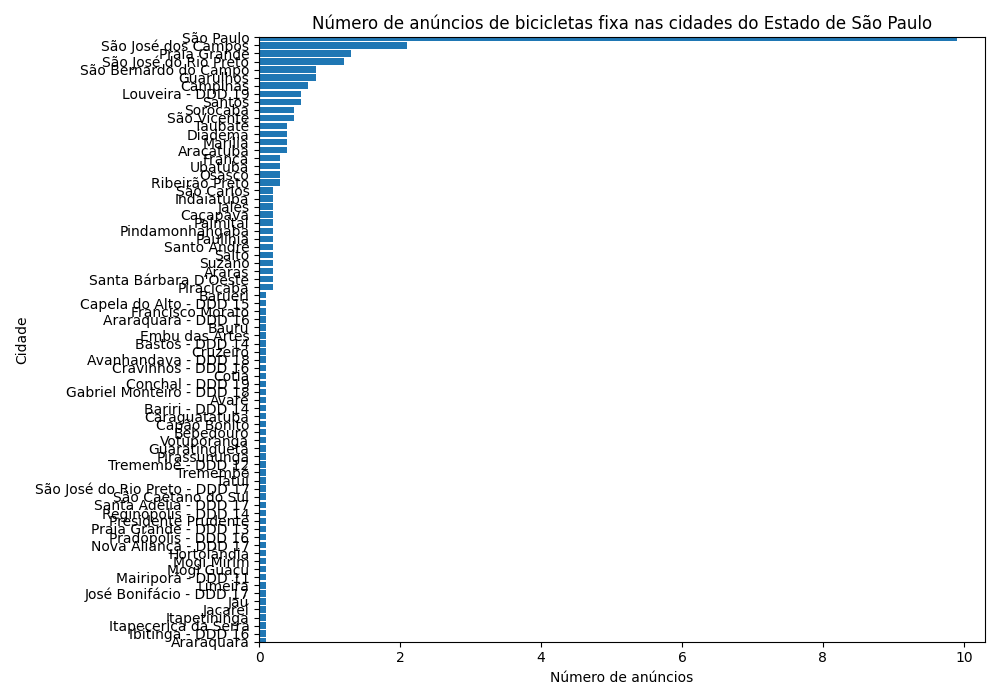 Número de anúncios de bicicletas fixa nas cidades do Estado de São Paulo
São Paulo
São José dos Campos
Praia Grande
São José do Rio Preto
São Bernardo do Campo
Guarulhos
Campinas
Louveira - DDD 19
Santos
Sorocaba
São Vicente
Taubaté
Diadema
Marília
Araçatuba
Franca
Ubatuba
Osasco
Ribeirão Preto
São Carlos
Indaiatuba
Jales
Caçapava
Palmital
Pindamonhangaba
Paulínia
Santo André
Salto
Suzano
Araras
Santa Bárbara D'Oeste
Piracicaba
Barueri
Capela do Alto - DDD 15
Francisco Morato
Araraquara - DDD 16
Bauru
Embu das Artes
Bastos - DDD 14
Cruzeiro
Avanhandava - DDD 18
Cravinhos - DDD 16
Cotia
Conchal - DDD 19
Gabriel Monteiro - DDD 18
Avaré
Bariri - DDD 14
Caraguatatuba
Capão Bonito
Bebedouro
Votuporanga
Guaratinguetá
Pirassununga
Tremembé - DDD 12
Tremembé
Tatuí
São José do Rio Preto - DDD 17
São Caetano do Sul
Santa Adélia - DDD 17
Reginópolis - DDD 14
Presidente Prudente
Praia Grande - DDD 13
Pradópolis - DDD 16
Nova Aliança - DDD 17
Hortolândia
Mogi Mirim
Mogi Guaçu
Mairiporã - DDD 11
Limeira
José Bonifácio - DDD 17
Jaú
Jacareí
Itapetininga
Itapecerica da Serra
Ibitinga - DDD 16
Araraquara
Cidade
0 2 4 6 8 10
Número de anúncios